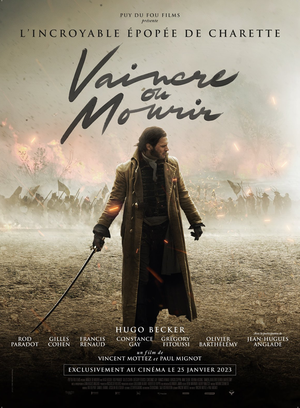 PUY DU FOU FILMS
présente
L'INCROYABLE ÉPOPÉE DE CHARETTE
Vaincre
ou
Mourir
HUGO BECKER
ROD PARADOT
GILLES COHEN
FRANCIS RENAUD
CONSTANCE GAY
GRÉGORY FITOUSSI
OLIVIER BARTHÉLÉMY
JEAN-HUGUES ANGLADE
un film de
VINCENT MOTTEZ et PAUL MIGNOT
EXCLUSIVEMENT AU CINÉMA LE 25 JANVIER 2023